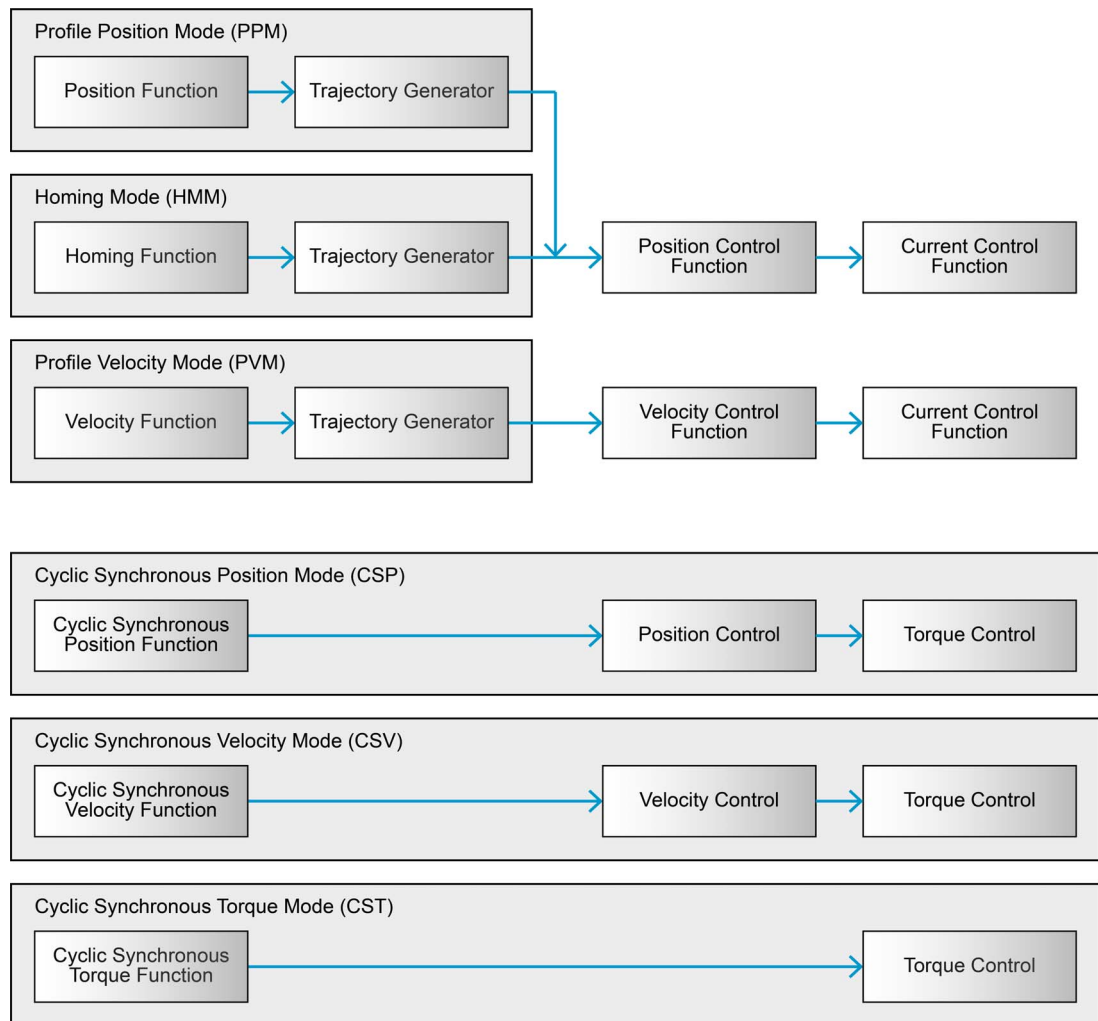 Profile Position Mode (PPM)
Position Function
Trajectory Generator
Homing Mode (HMM)
Homing Function
Trajectory Generator
Position Control
Function
Current Control
Function
Profile Velocity Mode (PVM)
Velocity Function
Trajectory Generator
Velocity Control
Function
Current Control
Function
Cyclic Synchronous Position Mode (CSP)
Cyclic Synchronous
Position Function
Position Control
Torque Control
Cyclic Synchronous Velocity Mode (CSV)
Cyclic Synchronous
Velocity Function
Velocity Control
Torque Control
Cyclic Synchronous Torque Mode (CST)
Cyclic Synchronous
Torque Function
Torque Control